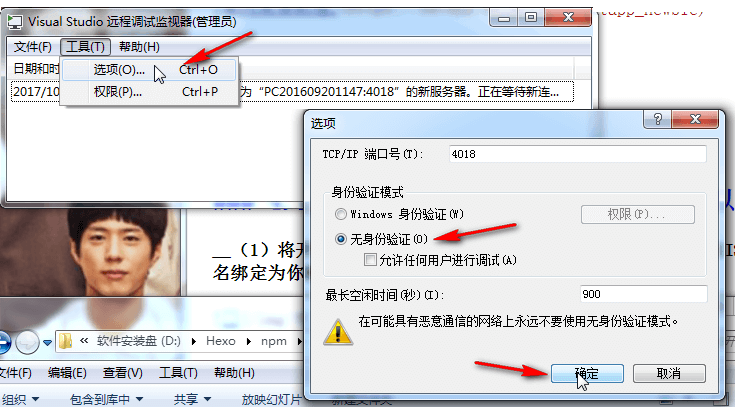 Visual Studio 远程调试监视器(管理员)
文件(F) 工具(T) 帮助(H)
日期和时
选项(O)... Ctrl+O
权限(P)... Ctrl+P
2017/10
为“PC201609201147:4018”的新服务器。正在等待新连...
选项
TCP/IP 端口号(T): 4018
身份验证模式
Windows 身份验证(W) 权限(P)...
无身份验证(O)
允许任何用户进行调试(A)
最长空闲时间(秒)(I): 900
在可能具有恶意通信的网络上永远不要使用无身份验证模式。
确定 取消
以
__（1）将开
名绑定为你
« 软件安装盘 (D:) ▸ Hexo ▸ npm ▸
文件(F) 编辑(E) 查看(V) 工具(T) 帮助(H)
组织 包含到库中 共享 放映幻灯片